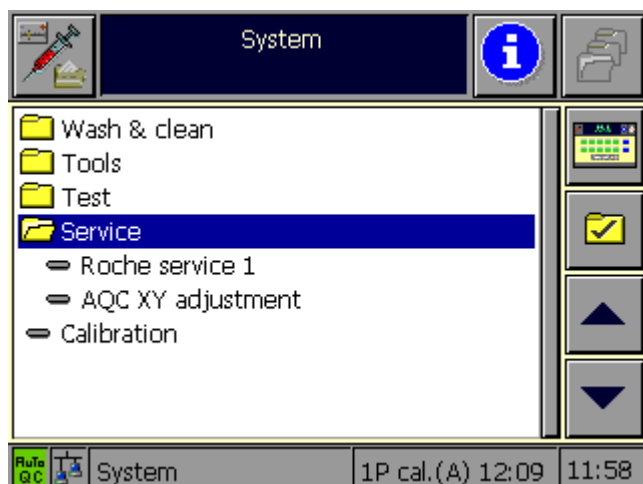 System
Wash & clean
Tools
Test
Service
Roche service 1
AQC XY adjustment
Calibration
AuTo QC System 1P cal.(A) 12:09 11:58